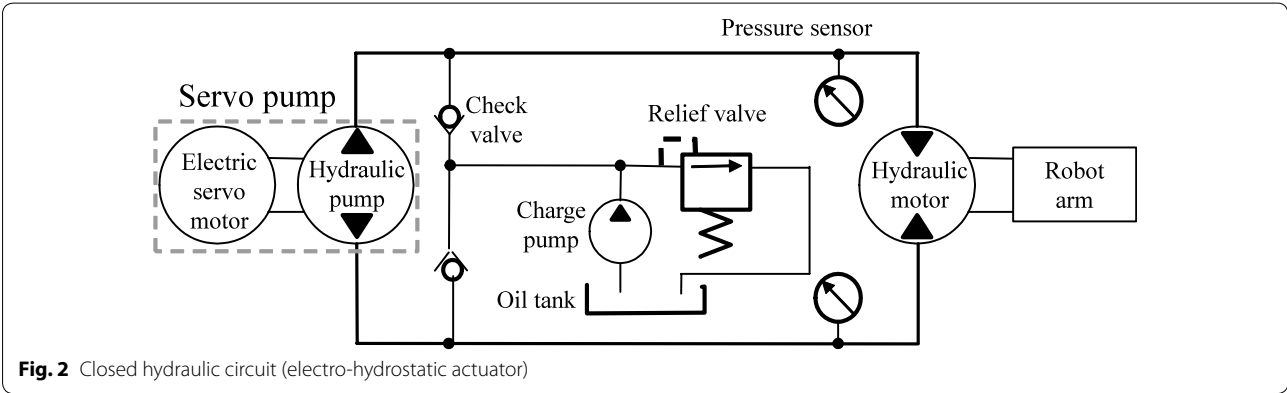 Pressure sensor
Servo pump
Check
valve
Relief valve
Electric
servo
motor
Hydraulic
pump
Charge
pump
Hydraulic
motor
Robot
arm
Oil tank
Fig. 2 Closed hydraulic circuit (electro-hydrostatic actuator)